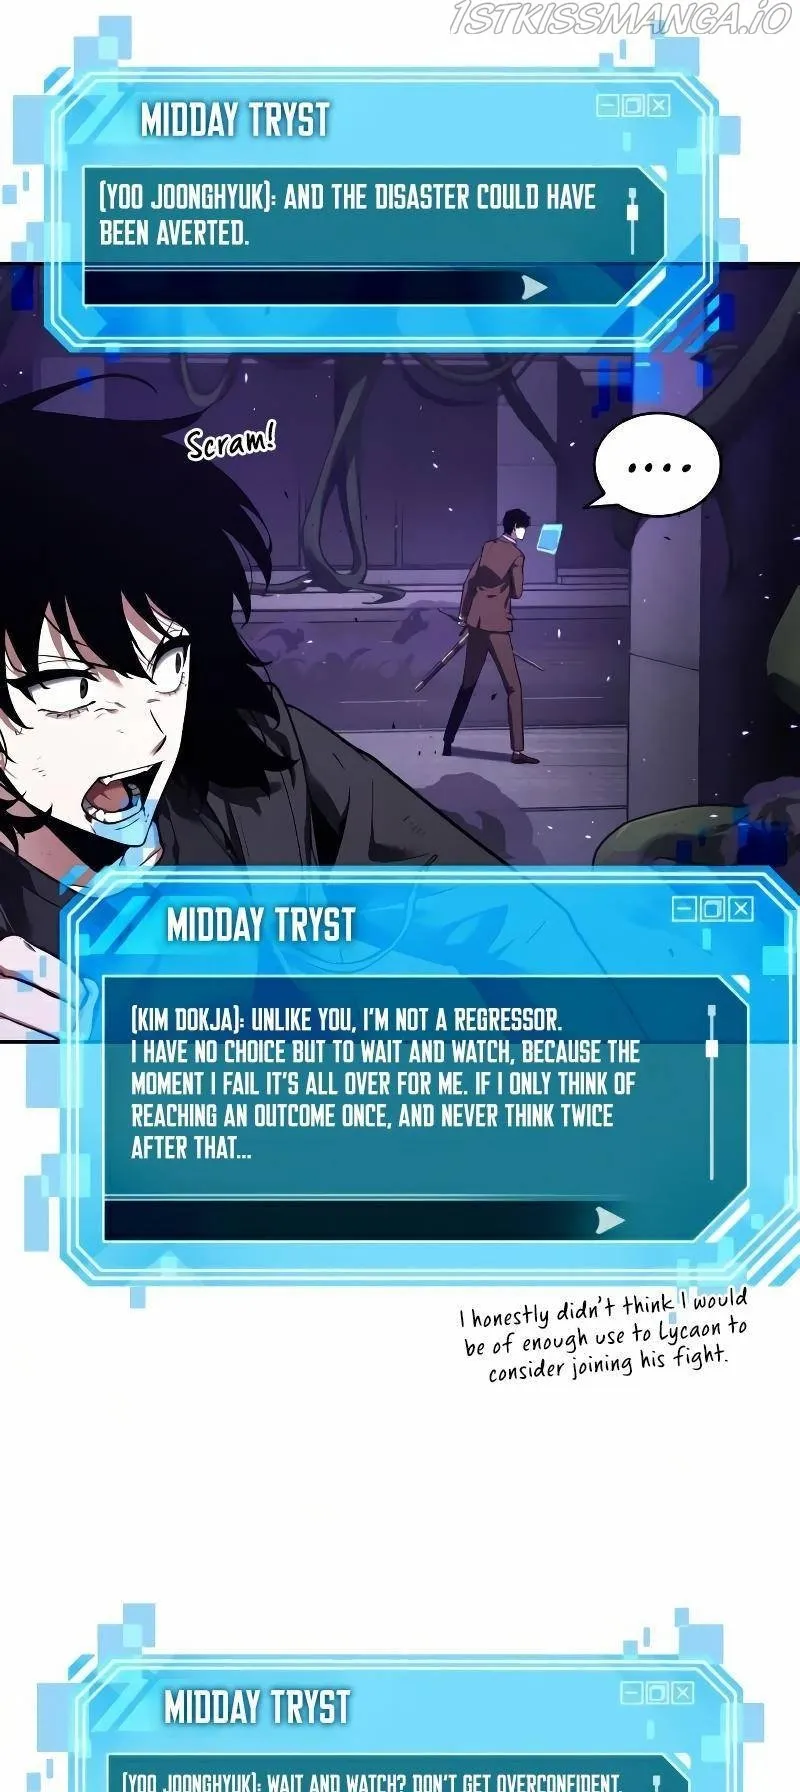 1STKISSMANGA.IO
MIDDAY TRYST
(YOO JOONGHYUK): AND THE DISASTER COULD HAVE
BEEN AVERTED.
Scram!
....
MIDDAY TRYST
(KIM DOKJA): UNLIKE YOU, I'M NOT A REGRESSOR.
I HAVE NO CHOICE BUT TO WAIT AND WATCH, BECAUSE THE
MOMENT I FAIL IT'S ALL OVER FOR ME. IF I ONLY THINK OF
REACHING AN OUTCOME ONCE, AND NEVER THINK TWICE
AFTER THAT...
I honestly didn't think I would
be of enough use to Lycaon to
consider joining his fight.
MIDDAY TRYST
(YOO JOONGHYUK): WAIT AND WATCH? DON'T GET OVERCONFIDENT.